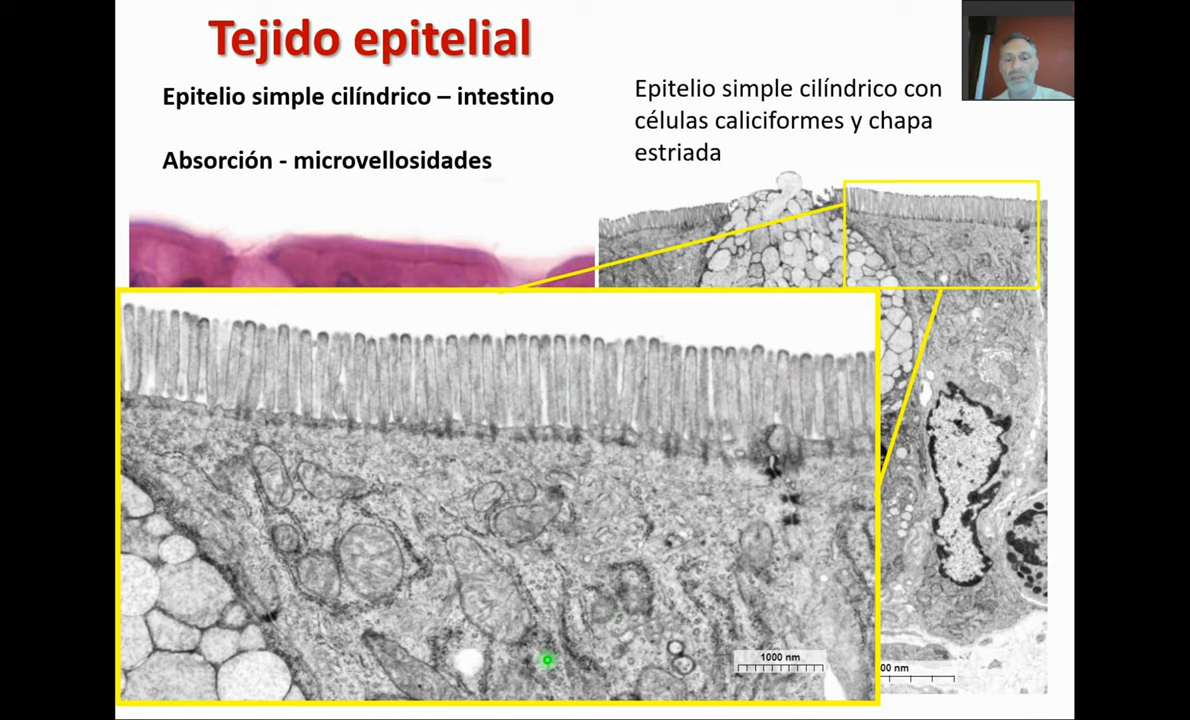 Tejido epitelial
Epitelio simple cilíndrico – intestino
Absorción - microvellosidades
Epitelio simple cilíndrico con
células caliciformes y chapa
estriada
1000 nm
00 nm